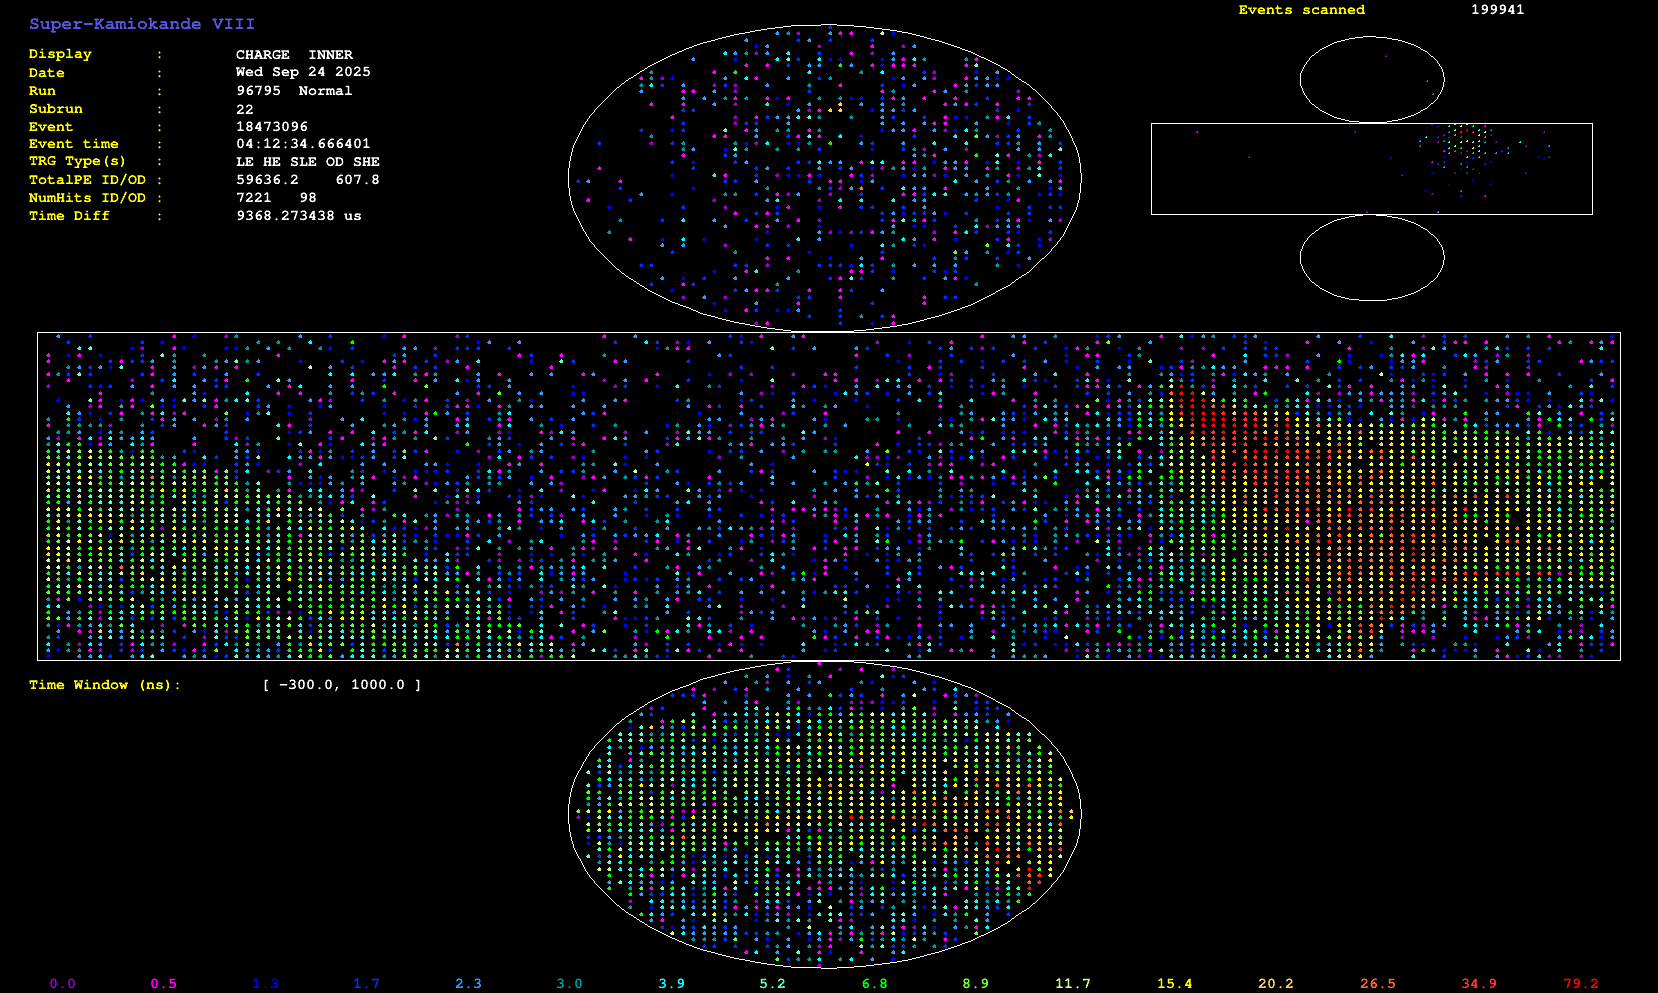 Super-Kamiokande VIII
Events scanned 199941
Display : CHARGE INNER
Date : Wed Sep 24 2025
Run : 96795 Normal
Subrun : 22
Event : 18473096
Event time : 04:12:34.666401
TRG Type(s) : LE HE SLE OD SHE
TotalPE ID/OD : 59636.2 607.8
NumHits ID/OD : 7221 98
Time Diff : 9368.273438 us
Time Window (ns): [ -300.0, 1000.0 ]
0.0 0.5 1.3 1.7 2.3 3.0 3.9 5.2 6.8 8.9 11.7 15.4 20.2 26.5 34.9 79.2